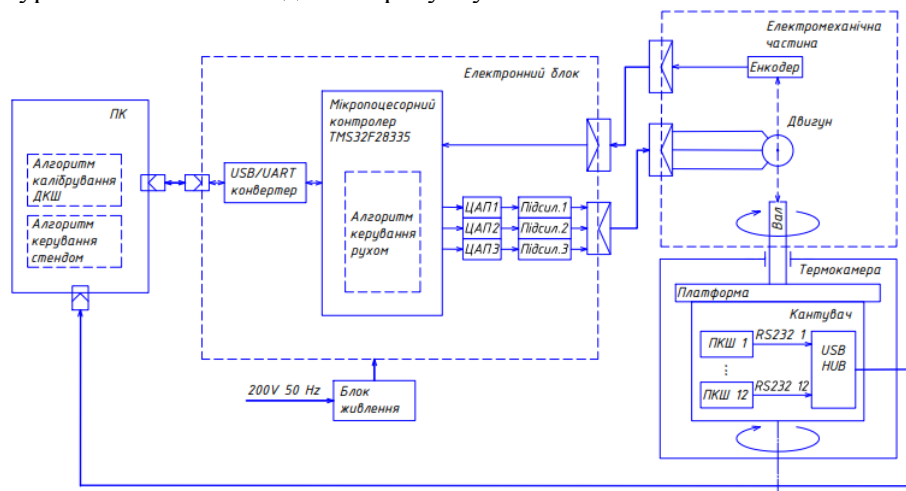 Електромеханічна
частина
Енкодер
Двигун
Вал
Електронний блок
Мікропоцесорний
контролер
TMS32F28335
Алгоритм
керування
рухом
USB/UART
конвертер
ПК
Алгоритм
калібрування
ДКШ
Алгоритм
керування
стендом
ЦАП1
Підсил.1
ЦАП2
Підсил.2
ЦАП3
Підсил.3
Термокамера
Платформа
Кантувач
ПКШ 1
RS232 1
USB
HUB
⋮
ПКШ 12
RS232 12
200V 50 Hz
Блок
живлення